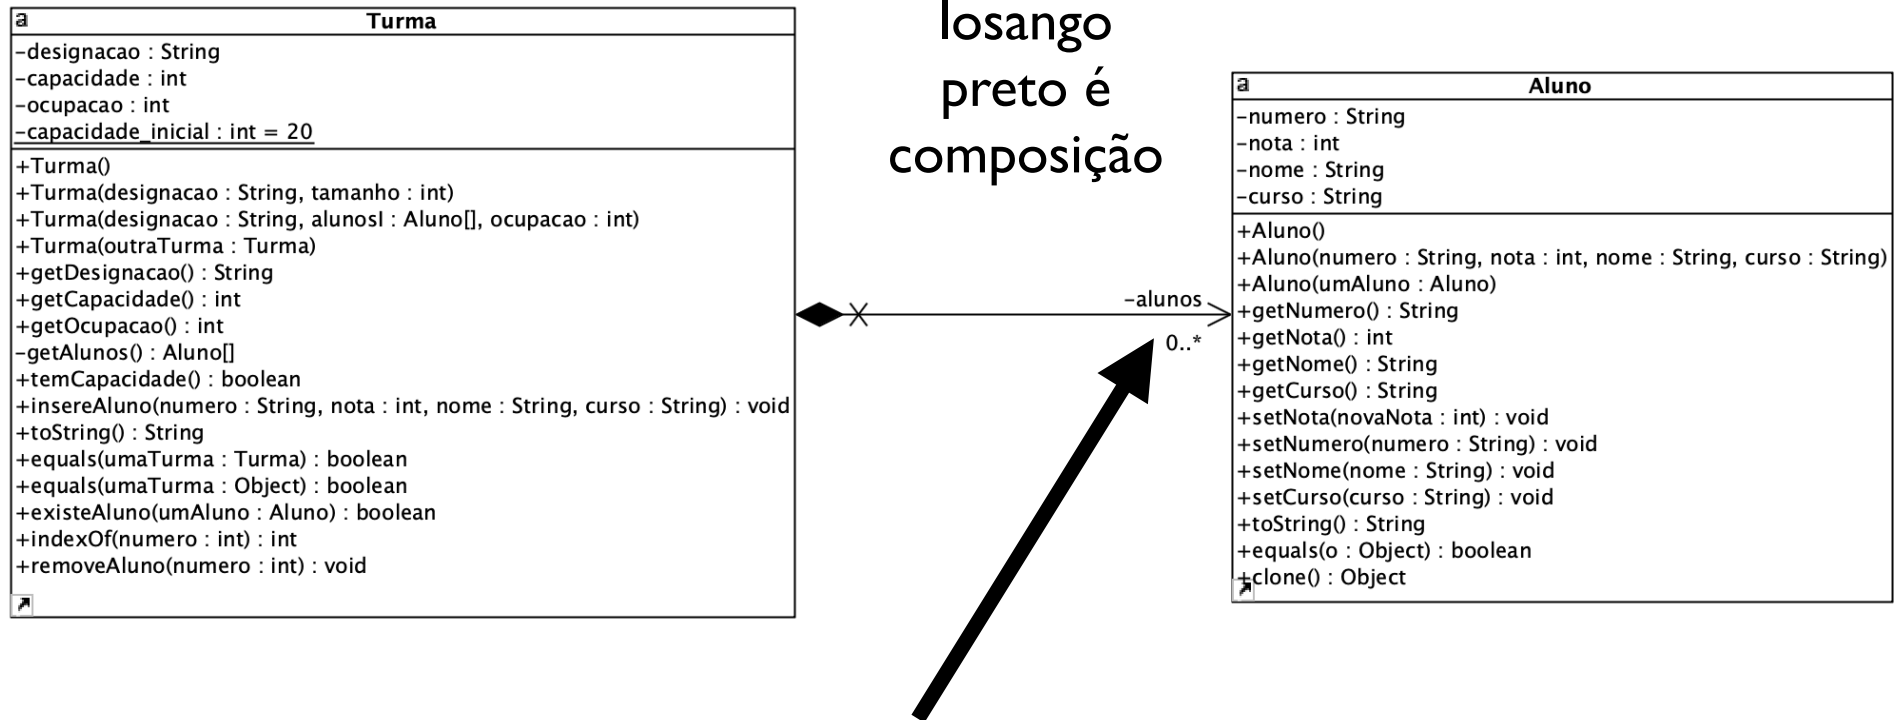 a
Turma
-designacao : String
-capacidade : int
-ocupacao : int
-capacidade_inicial : int = 20
+Turma()
+Turma(designacao : String, tamanho : int)
+Turma(designacao : String, alunosI : Aluno[], ocupacao : int)
+Turma(outraTurma : Turma)
+getDesignacao() : String
+getCapacidade() : int
+getOcupacao() : int
-getAlunos() : Aluno[]
+temCapacidade() : boolean
+insereAluno(numero : String, nota : int, nome : String, curso : String) : void
+toString() : String
+equals(umaTurma : Turma) : boolean
+equals(umaTurma : Object) : boolean
+existeAluno(umAluno : Aluno) : boolean
+indexOf(numero : int) : int
+removeAluno(numero : int) : void
losango
preto é
composição
-alunos
0..*
a
Aluno
-numero : String
-nota : int
-nome : String
-curso : String
+Aluno()
+Aluno(numero : String, nota : int, nome : String, curso : String)
+Aluno(umAluno : Aluno)
+getNumero() : String
+getNota() : int
+getNome() : String
+getCurso() : String
+setNota(novaNota : int) : void
+setNumero(numero : String) : void
+setNome(nome : String) : void
+setCurso(curso : String) : void
+toString() : String
+equals(o : Object) : boolean
+clone() : Object